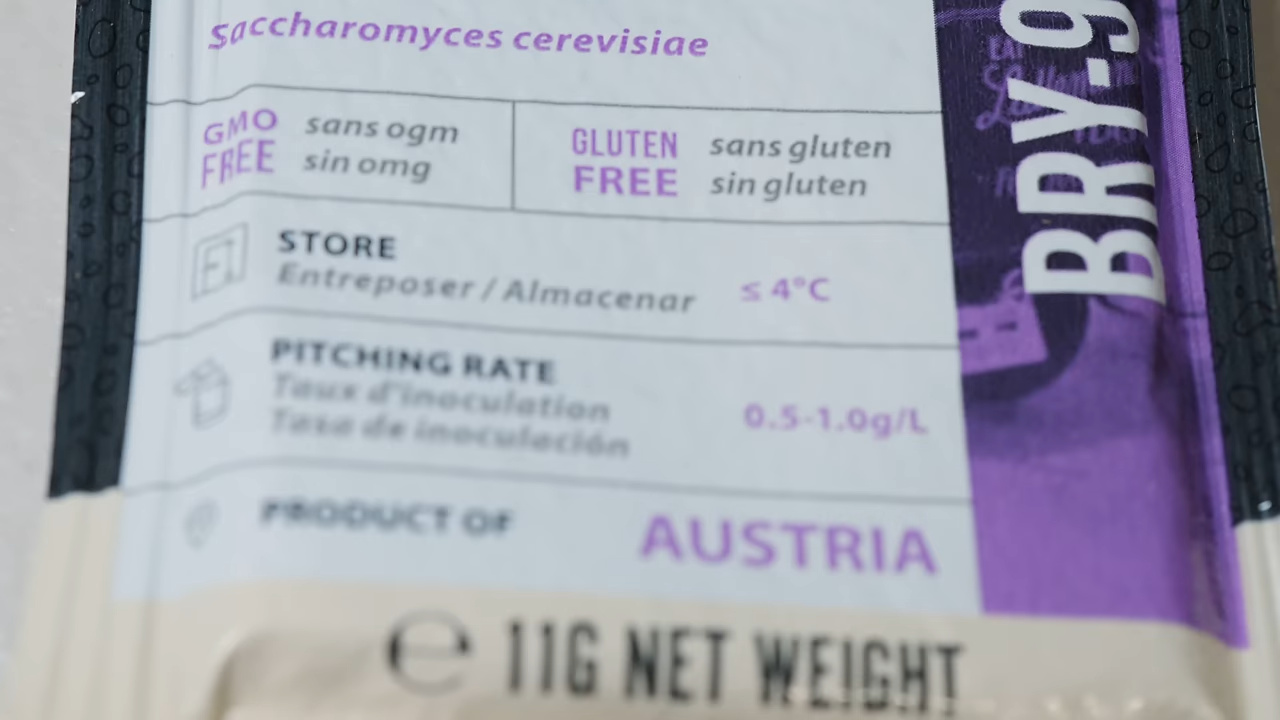 Saccharomyces cerevisiae
GMO FREE
sans ogm
sin omg
GLUTEN FREE
sans gluten
sin gluten
STORE
Entreposer / Almacenar
≤ 4°C
PITCHING RATE
Taux d'inoculation
Tasa de inoculación
0.5-1.0g/L
PRODUCT OF
AUSTRIA
℮ 11G NET WEIGHT
BRY-9